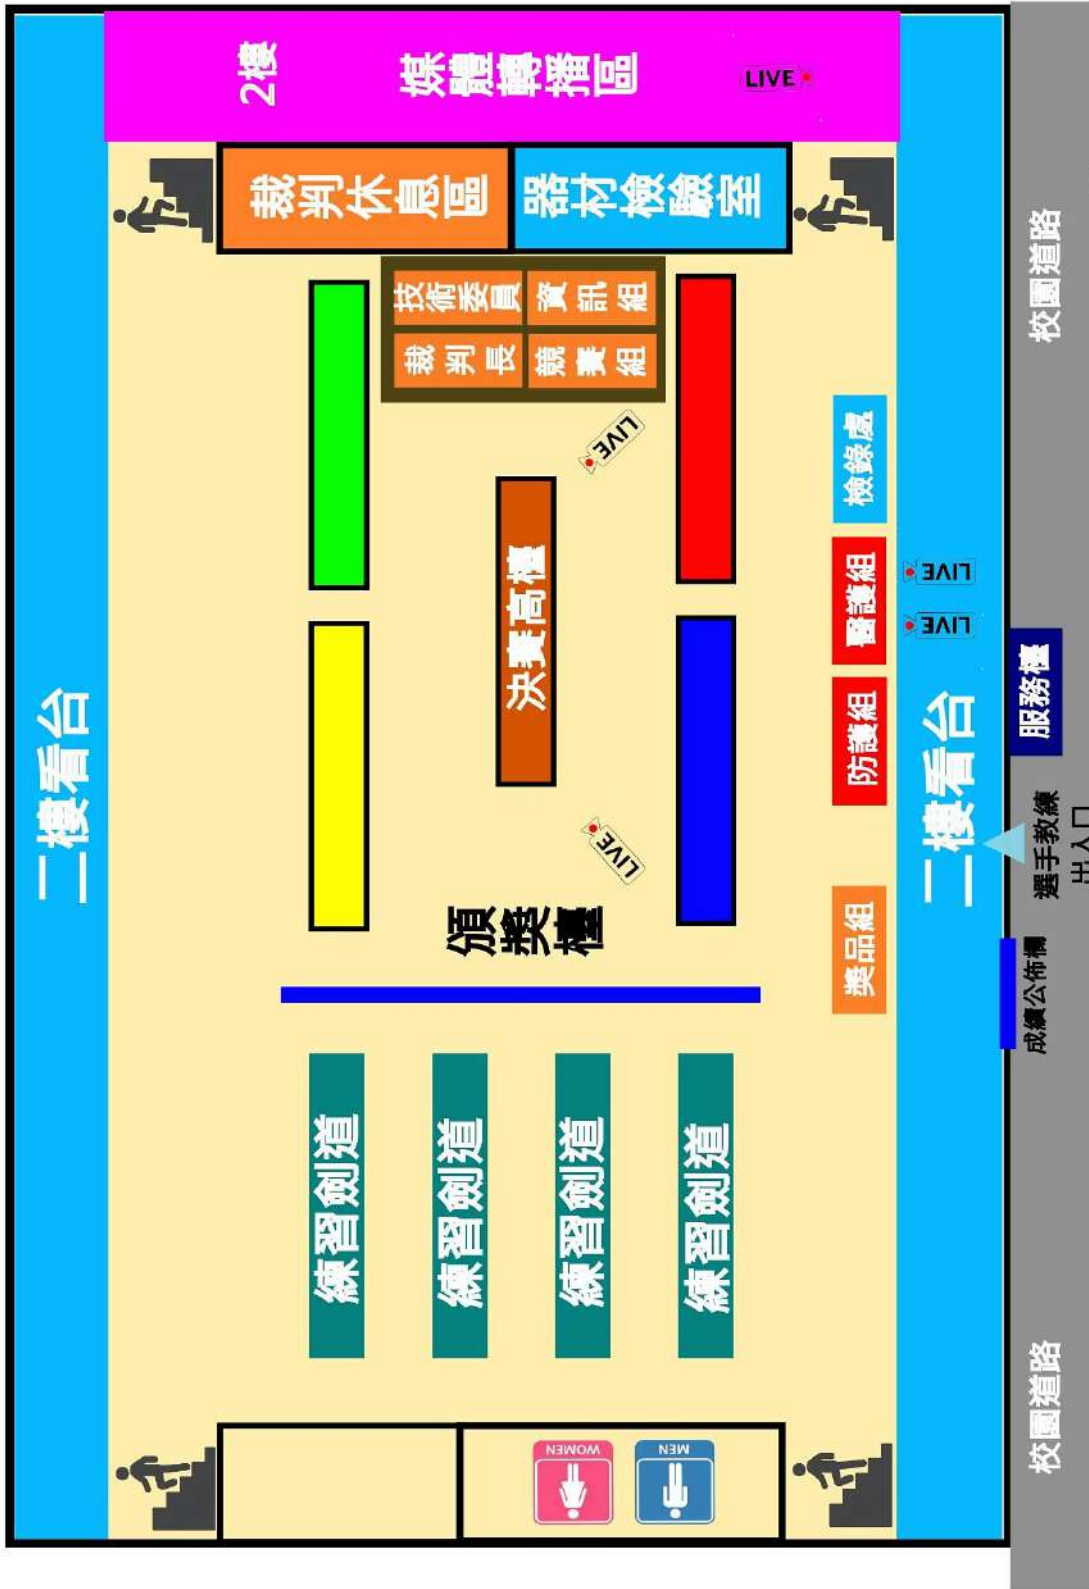 2樓
媒體轉播區
LIVE
裁判休息區
器材檢驗室
技術委員
資訊組
裁判長
競賽組
LIVE
檢錄處
決賽高檯
醫護組
LIVE
LIVE
防護組
二樓看台
二樓看台
服務檯
選手教練
出入口
LIVE
頒獎檯
獎品組
成績公佈欄
練習劍道
練習劍道
練習劍道
練習劍道
WOMEN
MEN
校園道路
校園道路